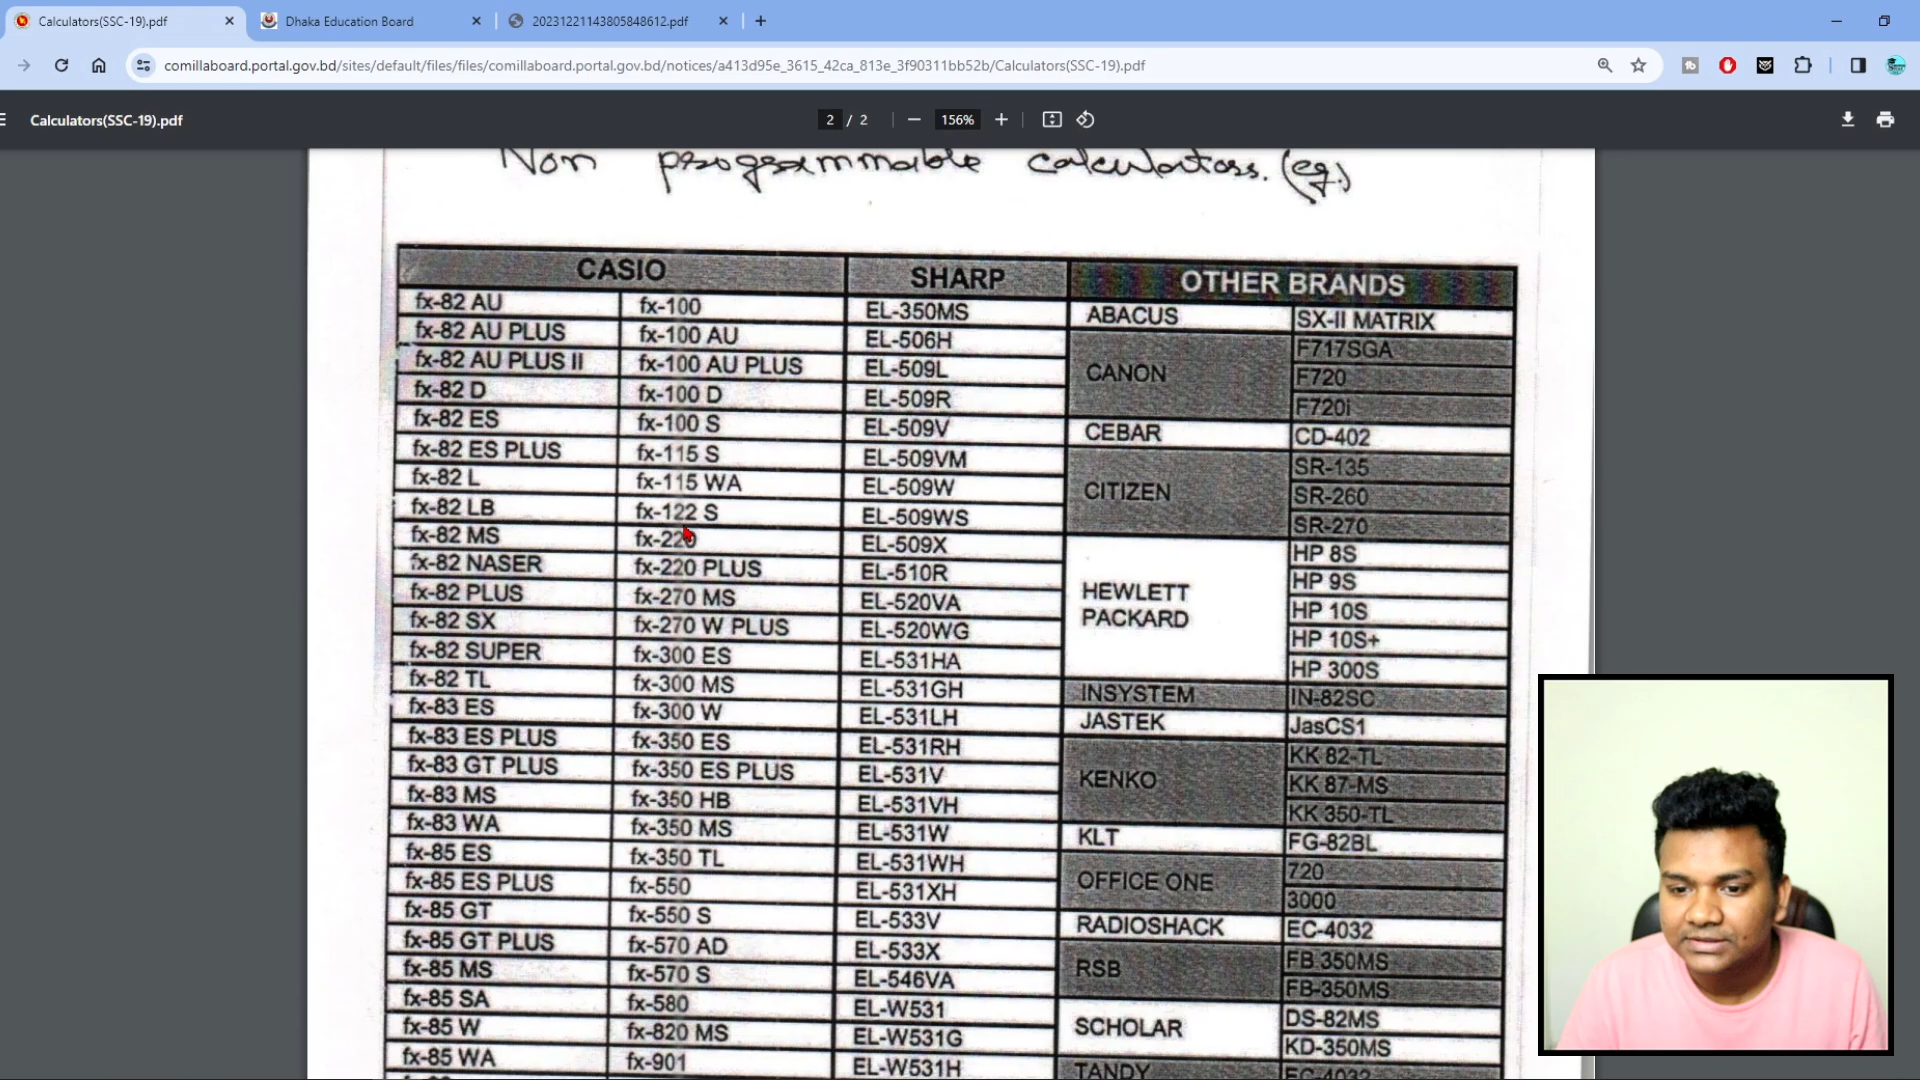 Calculators(SSC-19).pdf
Dhaka Education Board
20231221143805848612.pdf
comillaboard.portal.gov.bd/sites/default/files/files/comillaboard.portal.gov.bd/notices/a413d95e_3615_42ca_813e_3f90311bb52b/Calculators(SSC-19).pdf
Calculators(SSC-19).pdf
2 / 2
156%
Non programmable calculators. (eg.)
CASIO SHARP OTHER BRANDS
fx-82 AU fx-100 EL-350MS ABACUS SX-II MATRIX
fx-82 AU PLUS fx-100 AU EL-506H F717SGA
fx-82 AU PLUS II fx-100 AU PLUS EL-509L CANON F720
fx-82 D fx-100 D EL-509R F720i
fx-82 ES fx-100 S EL-509V CEBAR CD-402
fx-82 ES PLUS fx-115 S EL-509VM SR-135
fx-82 L fx-115 WA EL-509W CITIZEN SR-260
fx-82 LB fx-122 S EL-509WS SR-270
fx-82 MS fx-220 EL-509X HP 8S
fx-82 NASER fx-220 PLUS EL-510R HEWLETT HP 9S
fx-82 PLUS fx-270 MS EL-520VA PACKARD HP 10S
fx-82 SX fx-270 W PLUS EL-520WG HP 10S+
fx-82 SUPER fx-300 ES EL-531HA HP 300S
fx-82 TL fx-300 MS EL-531GH INSYSTEM IN-82SC
fx-83 ES fx-300 W EL-531LH JASTEK JasCS1
fx-83 ES PLUS fx-350 ES EL-531RH KK 82-TL
fx-83 GT PLUS fx-350 ES PLUS EL-531V KENKO KK 87-MS
fx-83 MS fx-350 HB EL-531VH KK 350-TL
fx-83 WA fx-350 MS EL-531W KLT FG-82BL
fx-85 ES fx-350 TL EL-531WH OFFICE ONE 720
fx-85 ES PLUS fx-550 EL-531XH 3000
fx-85 GT fx-550 S EL-533V RADIOSHACK EC-4032
fx-85 GT PLUS fx-570 AD EL-533X RSB FB 350MS
fx-85 MS fx-570 S EL-546VA FB-350MS
fx-85 SA fx-580 EL-W531 SCHOLAR DS-82MS
fx-85 W fx-820 MS EL-W531G KD-350MS
fx-85 WA fx-901 EL-W531H TANDY EC-4032